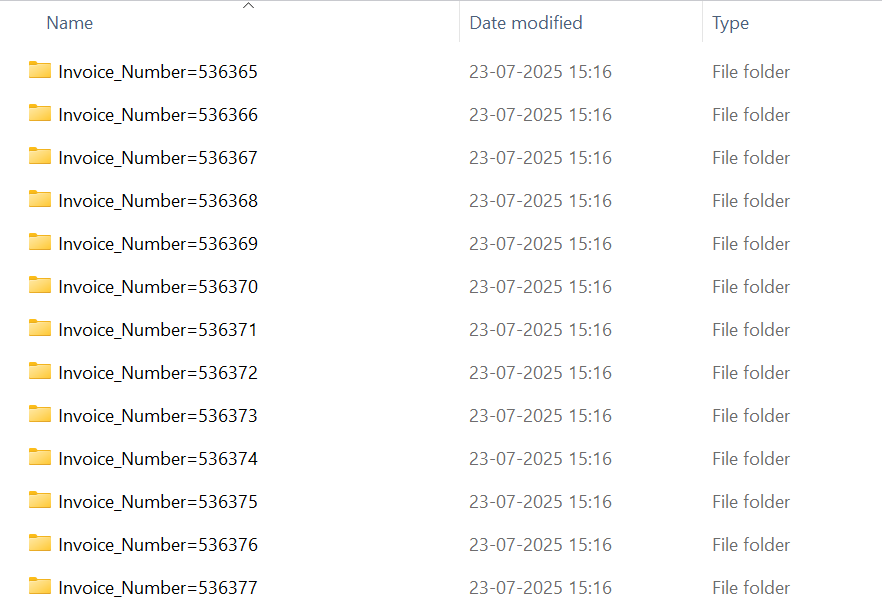 Name Date modified Type
Invoice_Number=536365 23-07-2025 15:16 File folder
Invoice_Number=536366 23-07-2025 15:16 File folder
Invoice_Number=536367 23-07-2025 15:16 File folder
Invoice_Number=536368 23-07-2025 15:16 File folder
Invoice_Number=536369 23-07-2025 15:16 File folder
Invoice_Number=536370 23-07-2025 15:16 File folder
Invoice_Number=536371 23-07-2025 15:16 File folder
Invoice_Number=536372 23-07-2025 15:16 File folder
Invoice_Number=536373 23-07-2025 15:16 File folder
Invoice_Number=536374 23-07-2025 15:16 File folder
Invoice_Number=536375 23-07-2025 15:16 File folder
Invoice_Number=536376 23-07-2025 15:16 File folder
Invoice_Number=536377 23-07-2025 15:16 File folder